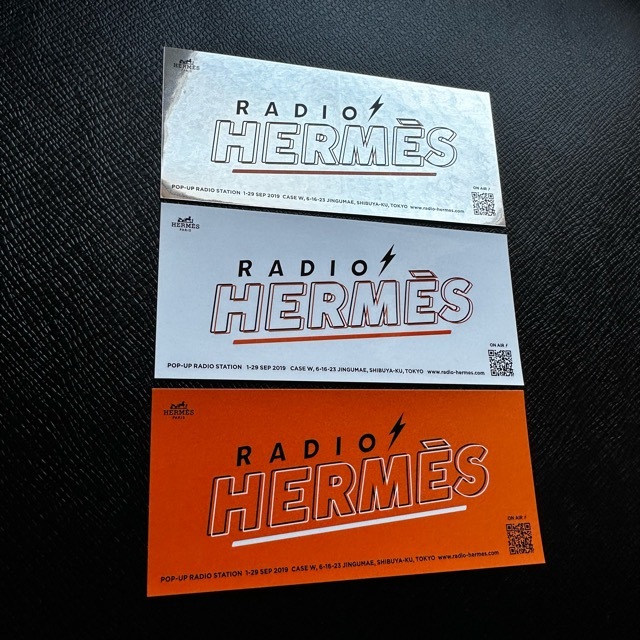 HERMÈS
PARIS
RADIO
HERMĒS
POP-UP RADIO STATION 1-29 SEP 2019 CASE W, 6-16-23 JINGUMAE, SHIBUYA-KU, TOKYO www.radio-hermes.com
ON AIR
HERMÈS
PARIS
RADIO
HERMĒS
POP-UP RADIO STATION 1-29 SEP 2019 CASE W, 6-16-23 JINGUMAE, SHIBUYA-KU, TOKYO www.radio-hermes.com
ON AIR
HERMÈS
PARIS
RADIO
HERMĒS
POP-UP RADIO STATION 1-29 SEP 2019 CASE W, 6-16-23 JINGUMAE, SHIBUYA-KU, TOKYO www.radio-hermes.com
ON AIR